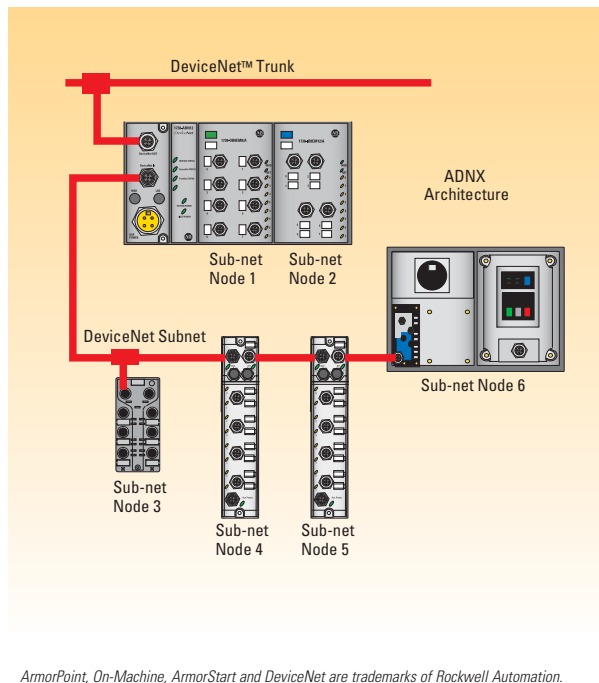 DeviceNet™ Trunk
ADNX
Architecture
Sub-net
Node 1
Sub-net
Node 2
DeviceNet Subnet
Sub-net Node 6
Sub-net
Node 3
Sub-net
Node 4
Sub-net
Node 5
ArmorPoint, On-Machine, ArmorStart and DeviceNet are trademarks of Rockwell Automation.